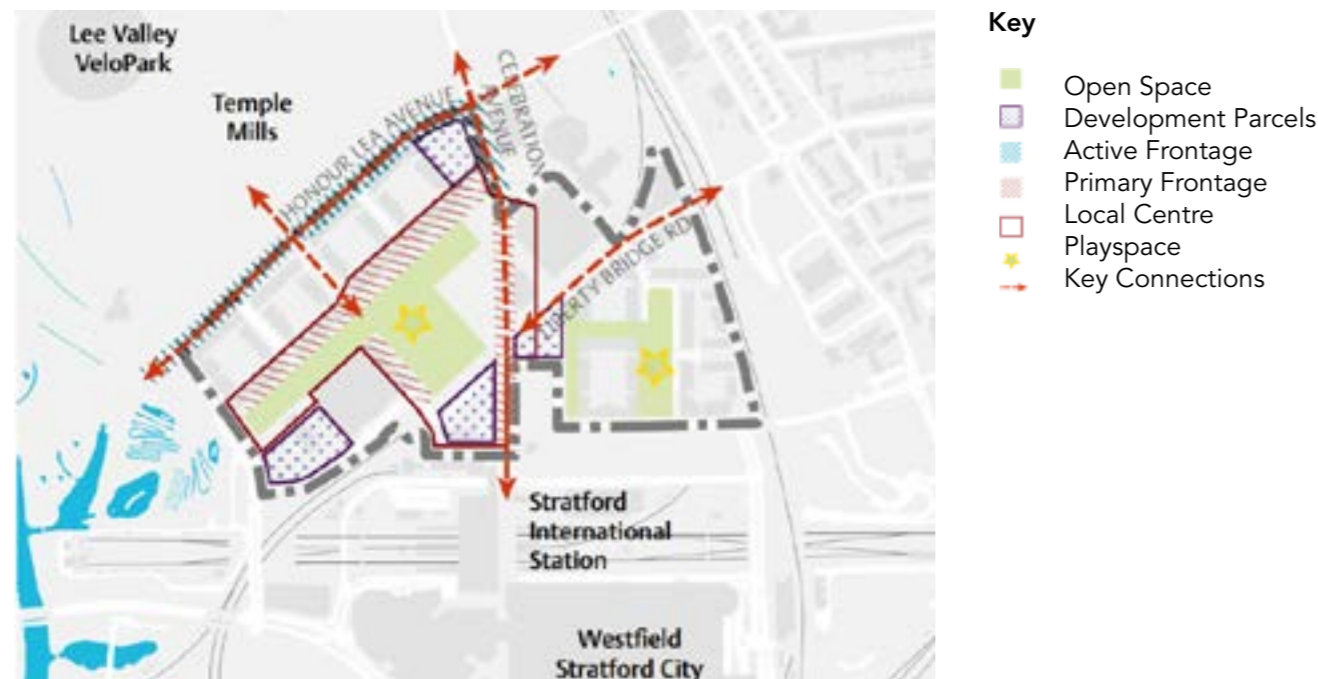 Lee Valley
VeloPark
Temple
Mills
HONOUR LEA AVENUE
CELEBRATION
AVENUE
LIBERTY BRIDGE RD
Stratford
International
Station
Westfield
Stratford City
Key
Open Space
Development Parcels
Active Frontage
Primary Frontage
Local Centre
Playspace
Key Connections